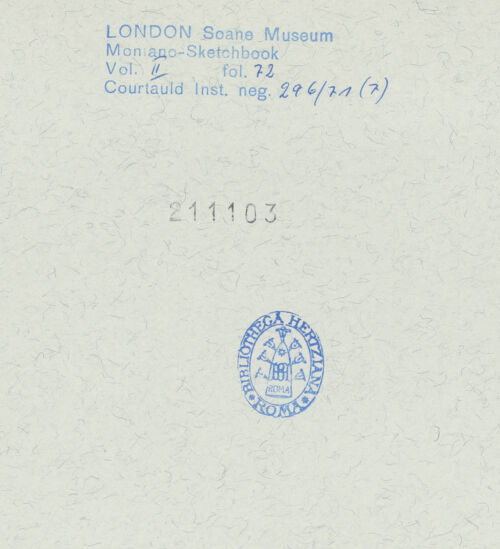 LONDON Soane Museum
Montano-Sketchbook
Vol. II fol. 72
Courtauld Inst. neg. 296/71 (7)
211103
BIBLIOTHECA HERTZIANA
ROMA
ROMA